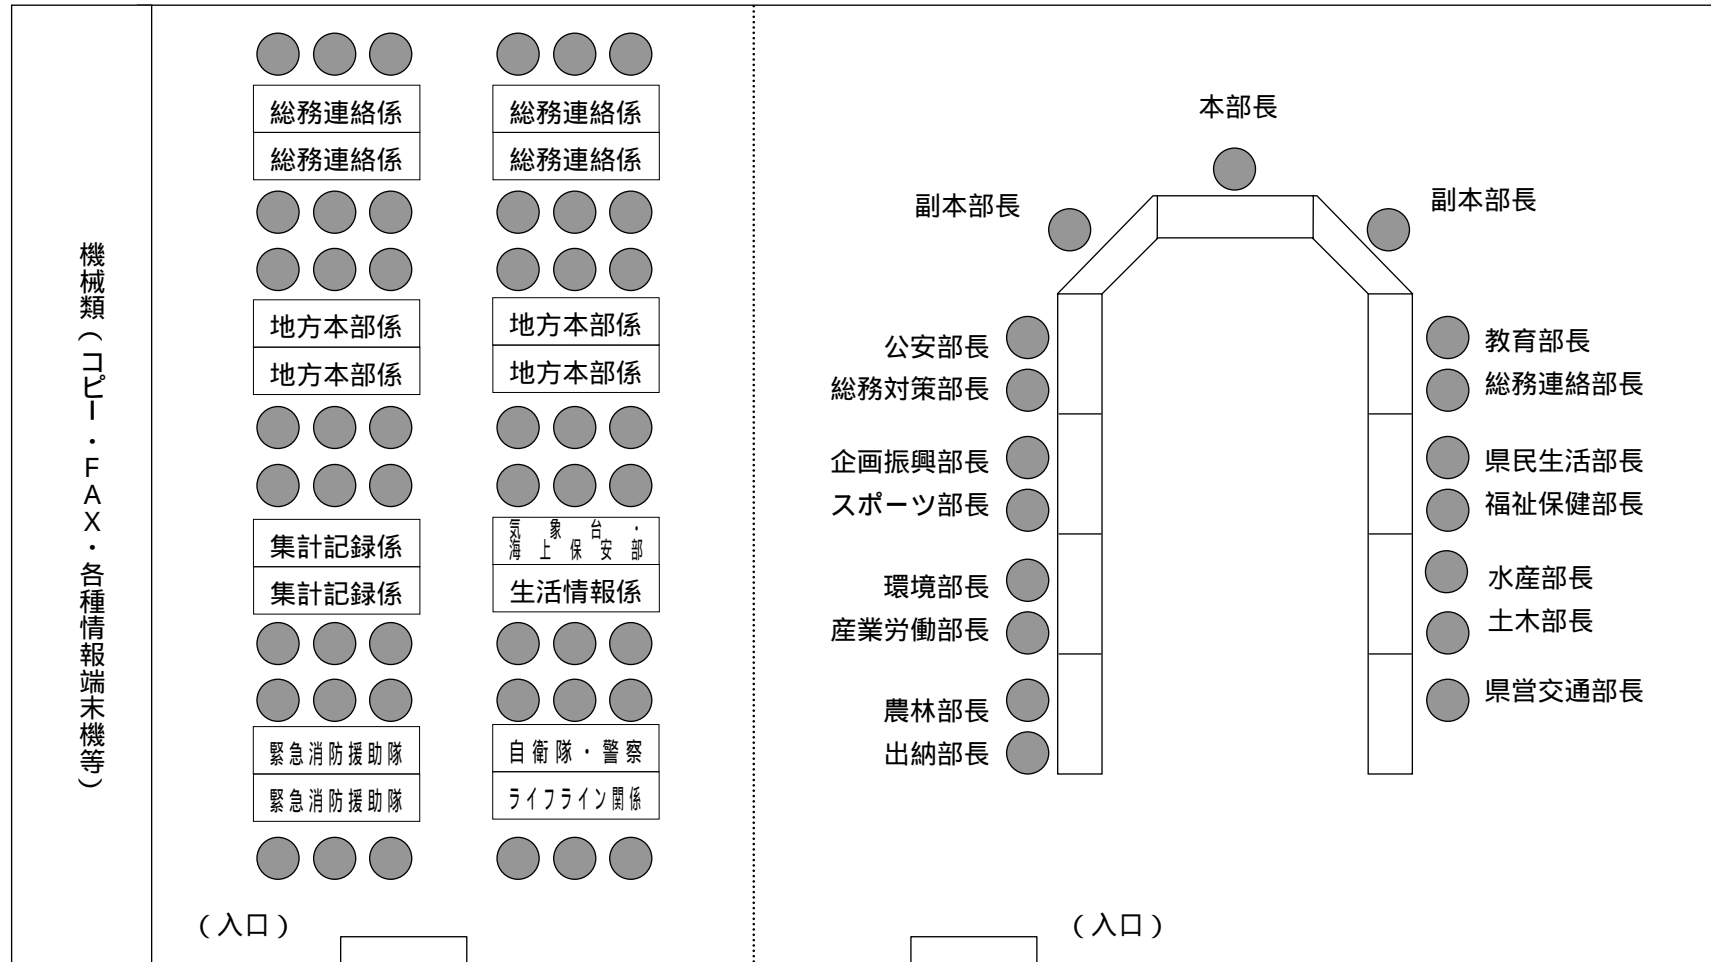 機械類(コピー・FAX・各種情報端末機等)
総務連絡係
総務連絡係
地方本部係
地方本部係
集計記録係
集計記録係
緊急消防援助隊
緊急消防援助隊
総務連絡係
総務連絡係
地方本部係
地方本部係
気象台・
海上保安部
生活情報係
自衛隊・警察
ライフライン関係
(入口)
本部長
副本部長
副本部長
公安部長
総務対策部長
企画振興部長
スポーツ部長
環境部長
産業労働部長
農林部長
出納部長
教育部長
総務連絡部長
県民生活部長
福祉保健部長
水産部長
土木部長
県営交通部長
(入口)